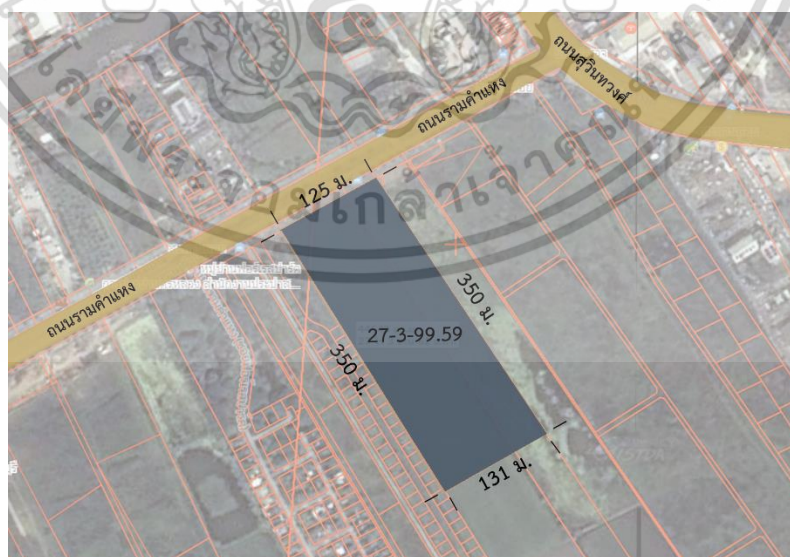 ถนนสุวินทวงศ์
ถนนรามคำแหง
125 ม.
ถนนรามคำแหง
350 ม.
27-3-99.59
350 ม.
131 ม.